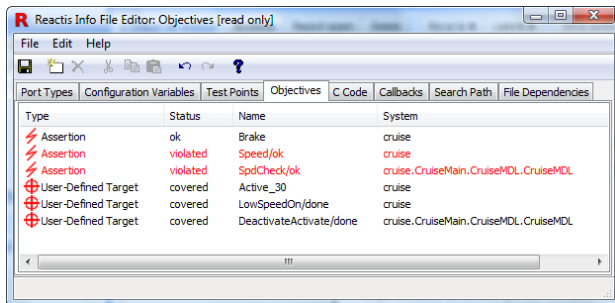 R Reactis Info File Editor: Objectives [read only]
File Edit Help
Port Types Configuration Variables Test Points Objectives C Code Callbacks Search Path File Dependencies
Type Status Name System
Assertion ok Brake cruise
Assertion violated Speed/ok cruise
Assertion violated SpdCheck/ok cruise.CruiseMain.CruiseMDL.CruiseMDL
User-Defined Target covered Active_30 cruise
User-Defined Target covered LowSpeedOn/done cruise
User-Defined Target covered DeactivateActivate/done cruise.CruiseMain.CruiseMDL.CruiseMDL